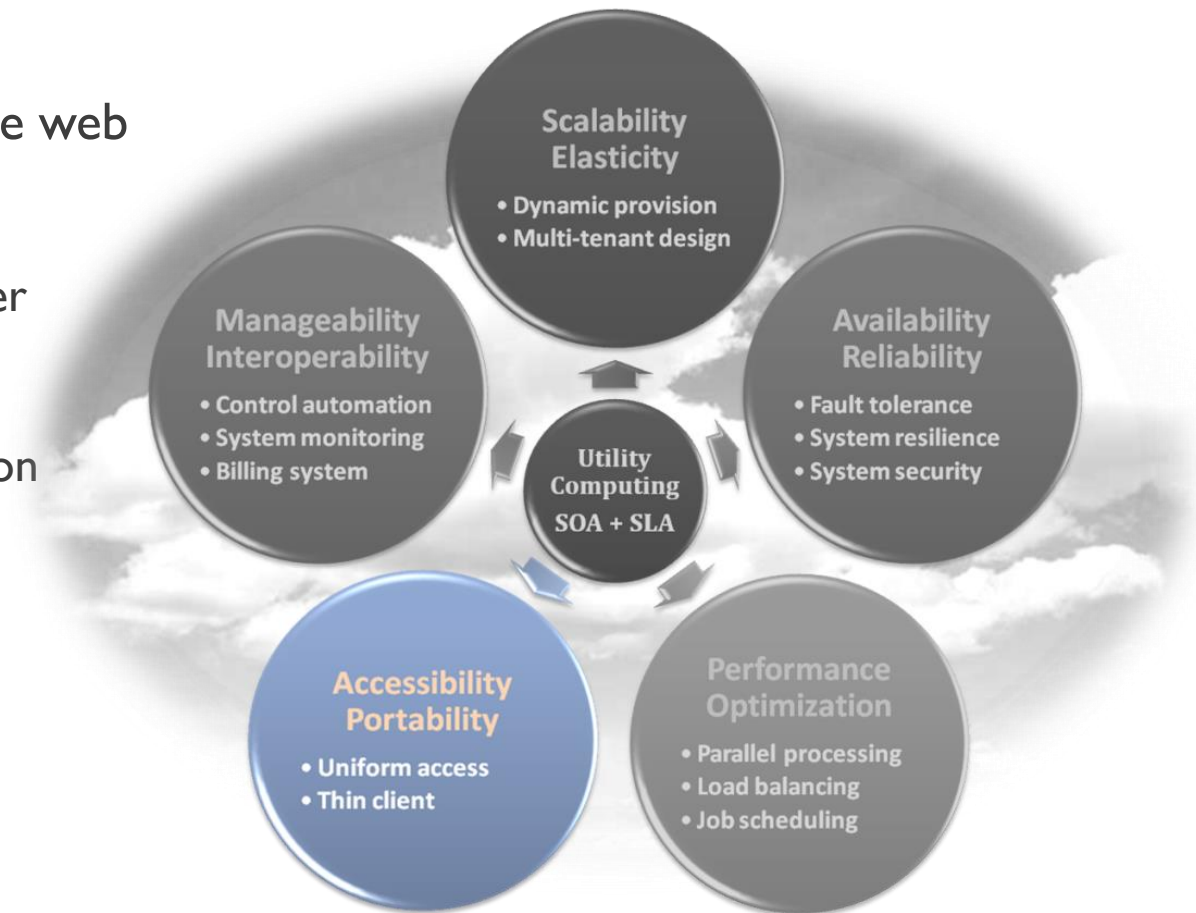 e web
er
on
Scalability
Elasticity
• Dynamic provision
• Multi-tenant design
Manageability
Interoperability
• Control automation
• System monitoring
• Billing system
Availability
Reliability
• Fault tolerance
• System resilience
• System security
Utility
Computing
SOA + SLA
Accessibility
Portability
• Uniform access
• Thin client
Performance
Optimization
• Parallel processing
• Load balancing
• Job scheduling